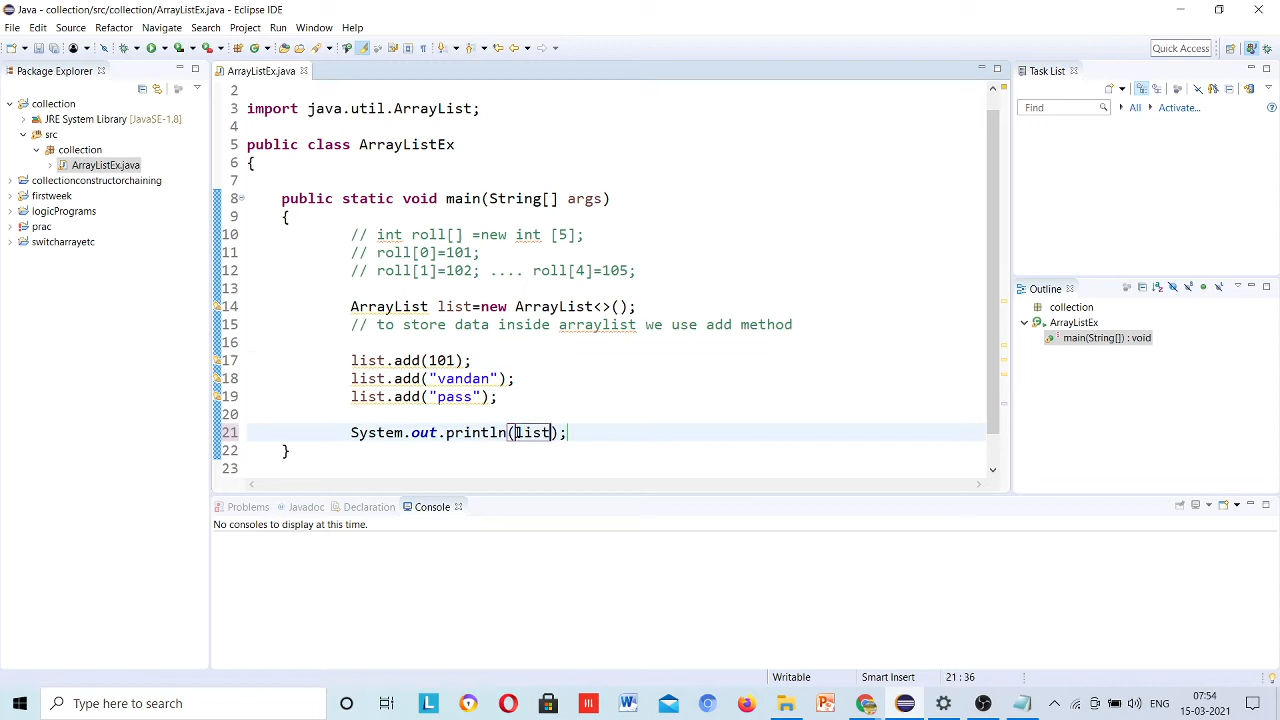 Java - collection/src/collection/ArrayListEx.java - Eclipse IDE
File Edit Source Refactor Navigate Search Project Run Window Help
Quick Access
Package Explorer
ArrayListEx.java
Task List
collection
JRE System Library [JavaSE-1.8]
src
collection
ArrayListEx.java
collectionconstructorchaining
firstweek
logicPrograms
prac
switcharrayetc
2
3 import java.util.ArrayList;
4
5 public class ArrayListEx
6 {
7
8 public static void main(String[] args)
9 {
10 // int roll[] =new int [5];
11 // roll[0]=101;
12 // roll[1]=102; .... roll[4]=105;
13
14 ArrayList list=new ArrayList<>();
15 // to store data inside arraylist we use add method
16
17 list.add(101);
18 list.add("vandan");
19 list.add("pass");
20
21 System.out.println(list);
22 }
23
Find All Activate...
Outline
collection
ArrayListEx
main(String[]) : void
Problems Javadoc Declaration Console
No consoles to display at this time.
Writable Smart Insert 21 : 36
Type here to search
ENG
07:54
15-03-2021